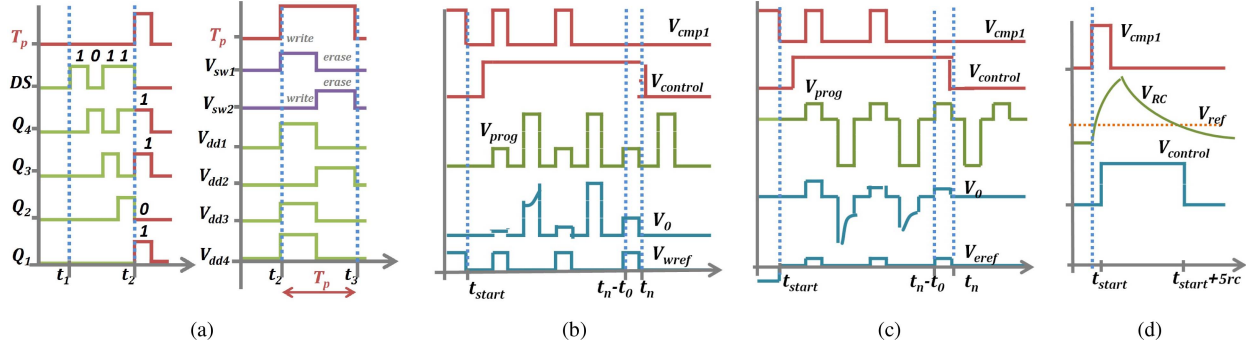 T_p
1 0 1 1
DS
Q_4
1
Q_3
1
Q_2
0
Q_1
1
t_1
t_2
T_p
write
erase
V_sw1
erase
V_sw2
write
V_dd1
V_dd2
V_dd3
V_dd4
t_2
t_3
T_p
(a)
V_cmp1
V_control
V_prog
V_0
V_wref
t_start
t_n-t_0
t_n
(b)
V_cmp1
V_control
V_prog
V_0
V_eref
t_start
t_n-t_0
t_n
(c)
V_cmp1
V_RC
V_ref
V_control
t_start
t_start+5rc
(d)